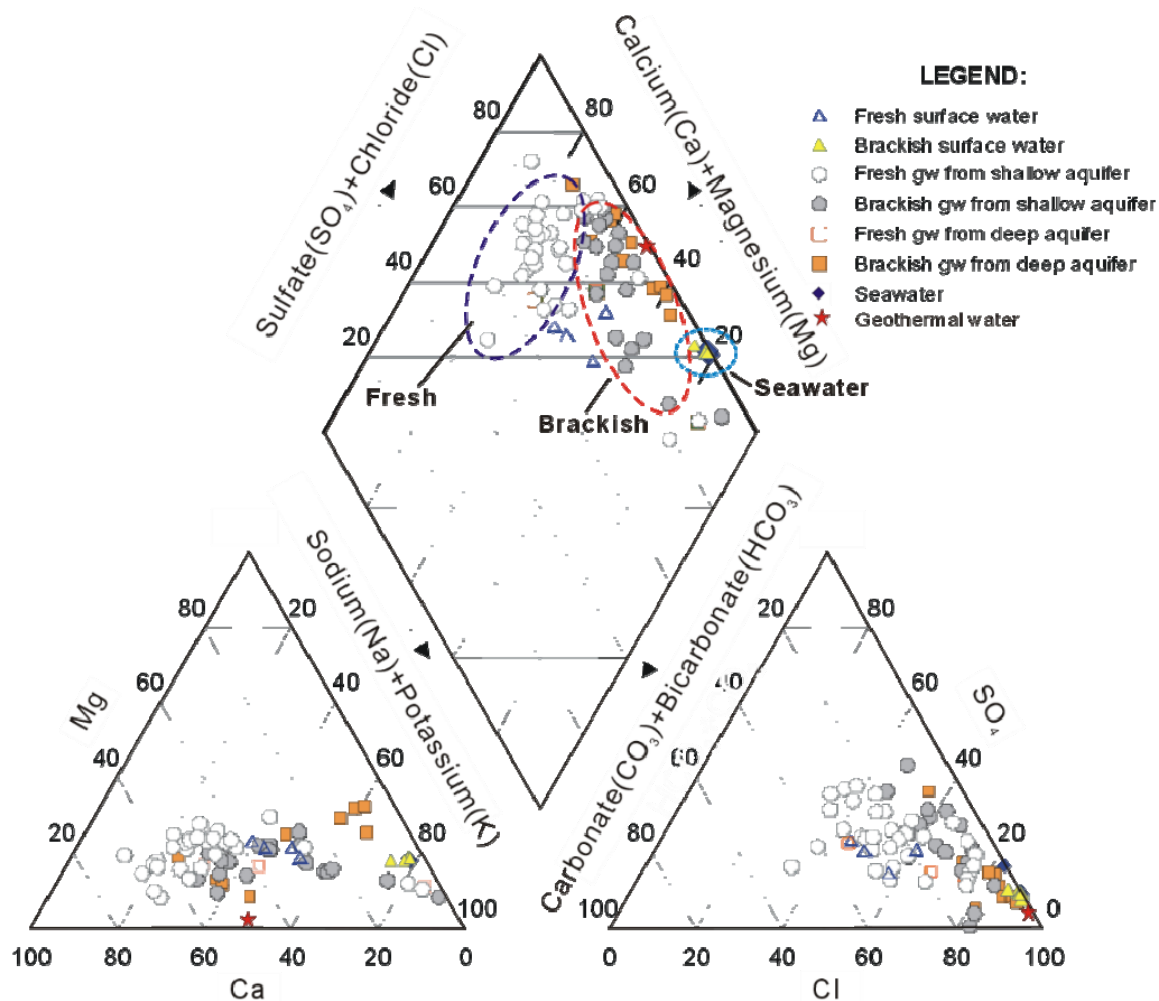 Sulfate(SO₄)+Chloride(Cl)
Calcium(Ca)+Magnesium(Mg)
80
80
60
60
40
40
20
20
Fresh
Brackish
Seawater
LEGEND:
Fresh surface water
Brackish surface water
Fresh gw from shallow aquifer
Brackish gw from shallow aquifer
Fresh gw from deep aquifer
Brackish gw from deep aquifer
Seawater
Geothermal water
Sodium(Na)+Potassium(K)
Carbonate(CO₃)+Bicarbonate(HCO₃)
Mg
80
20
60
40
40
60
20
80
100
100 80 60 40 20 0
Ca
SO₄
20
80
40
60
60
40
80
20
100
0
0 20 40 60 80 100
Cl